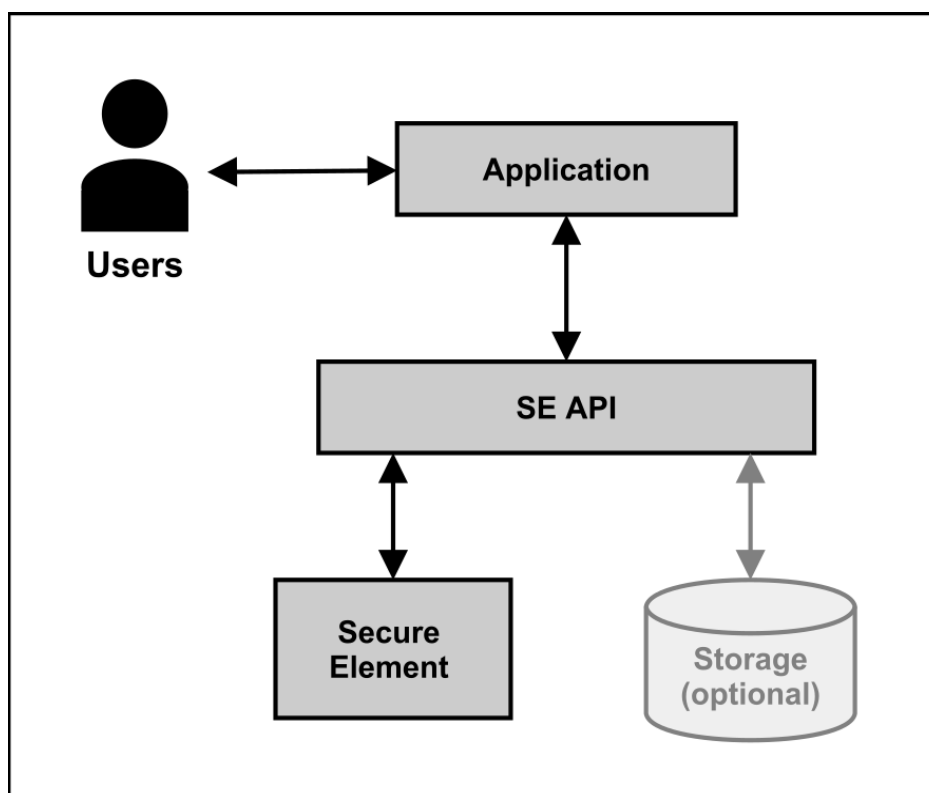 Application
Users
SE API
Secure
Element
Storage
(optional)